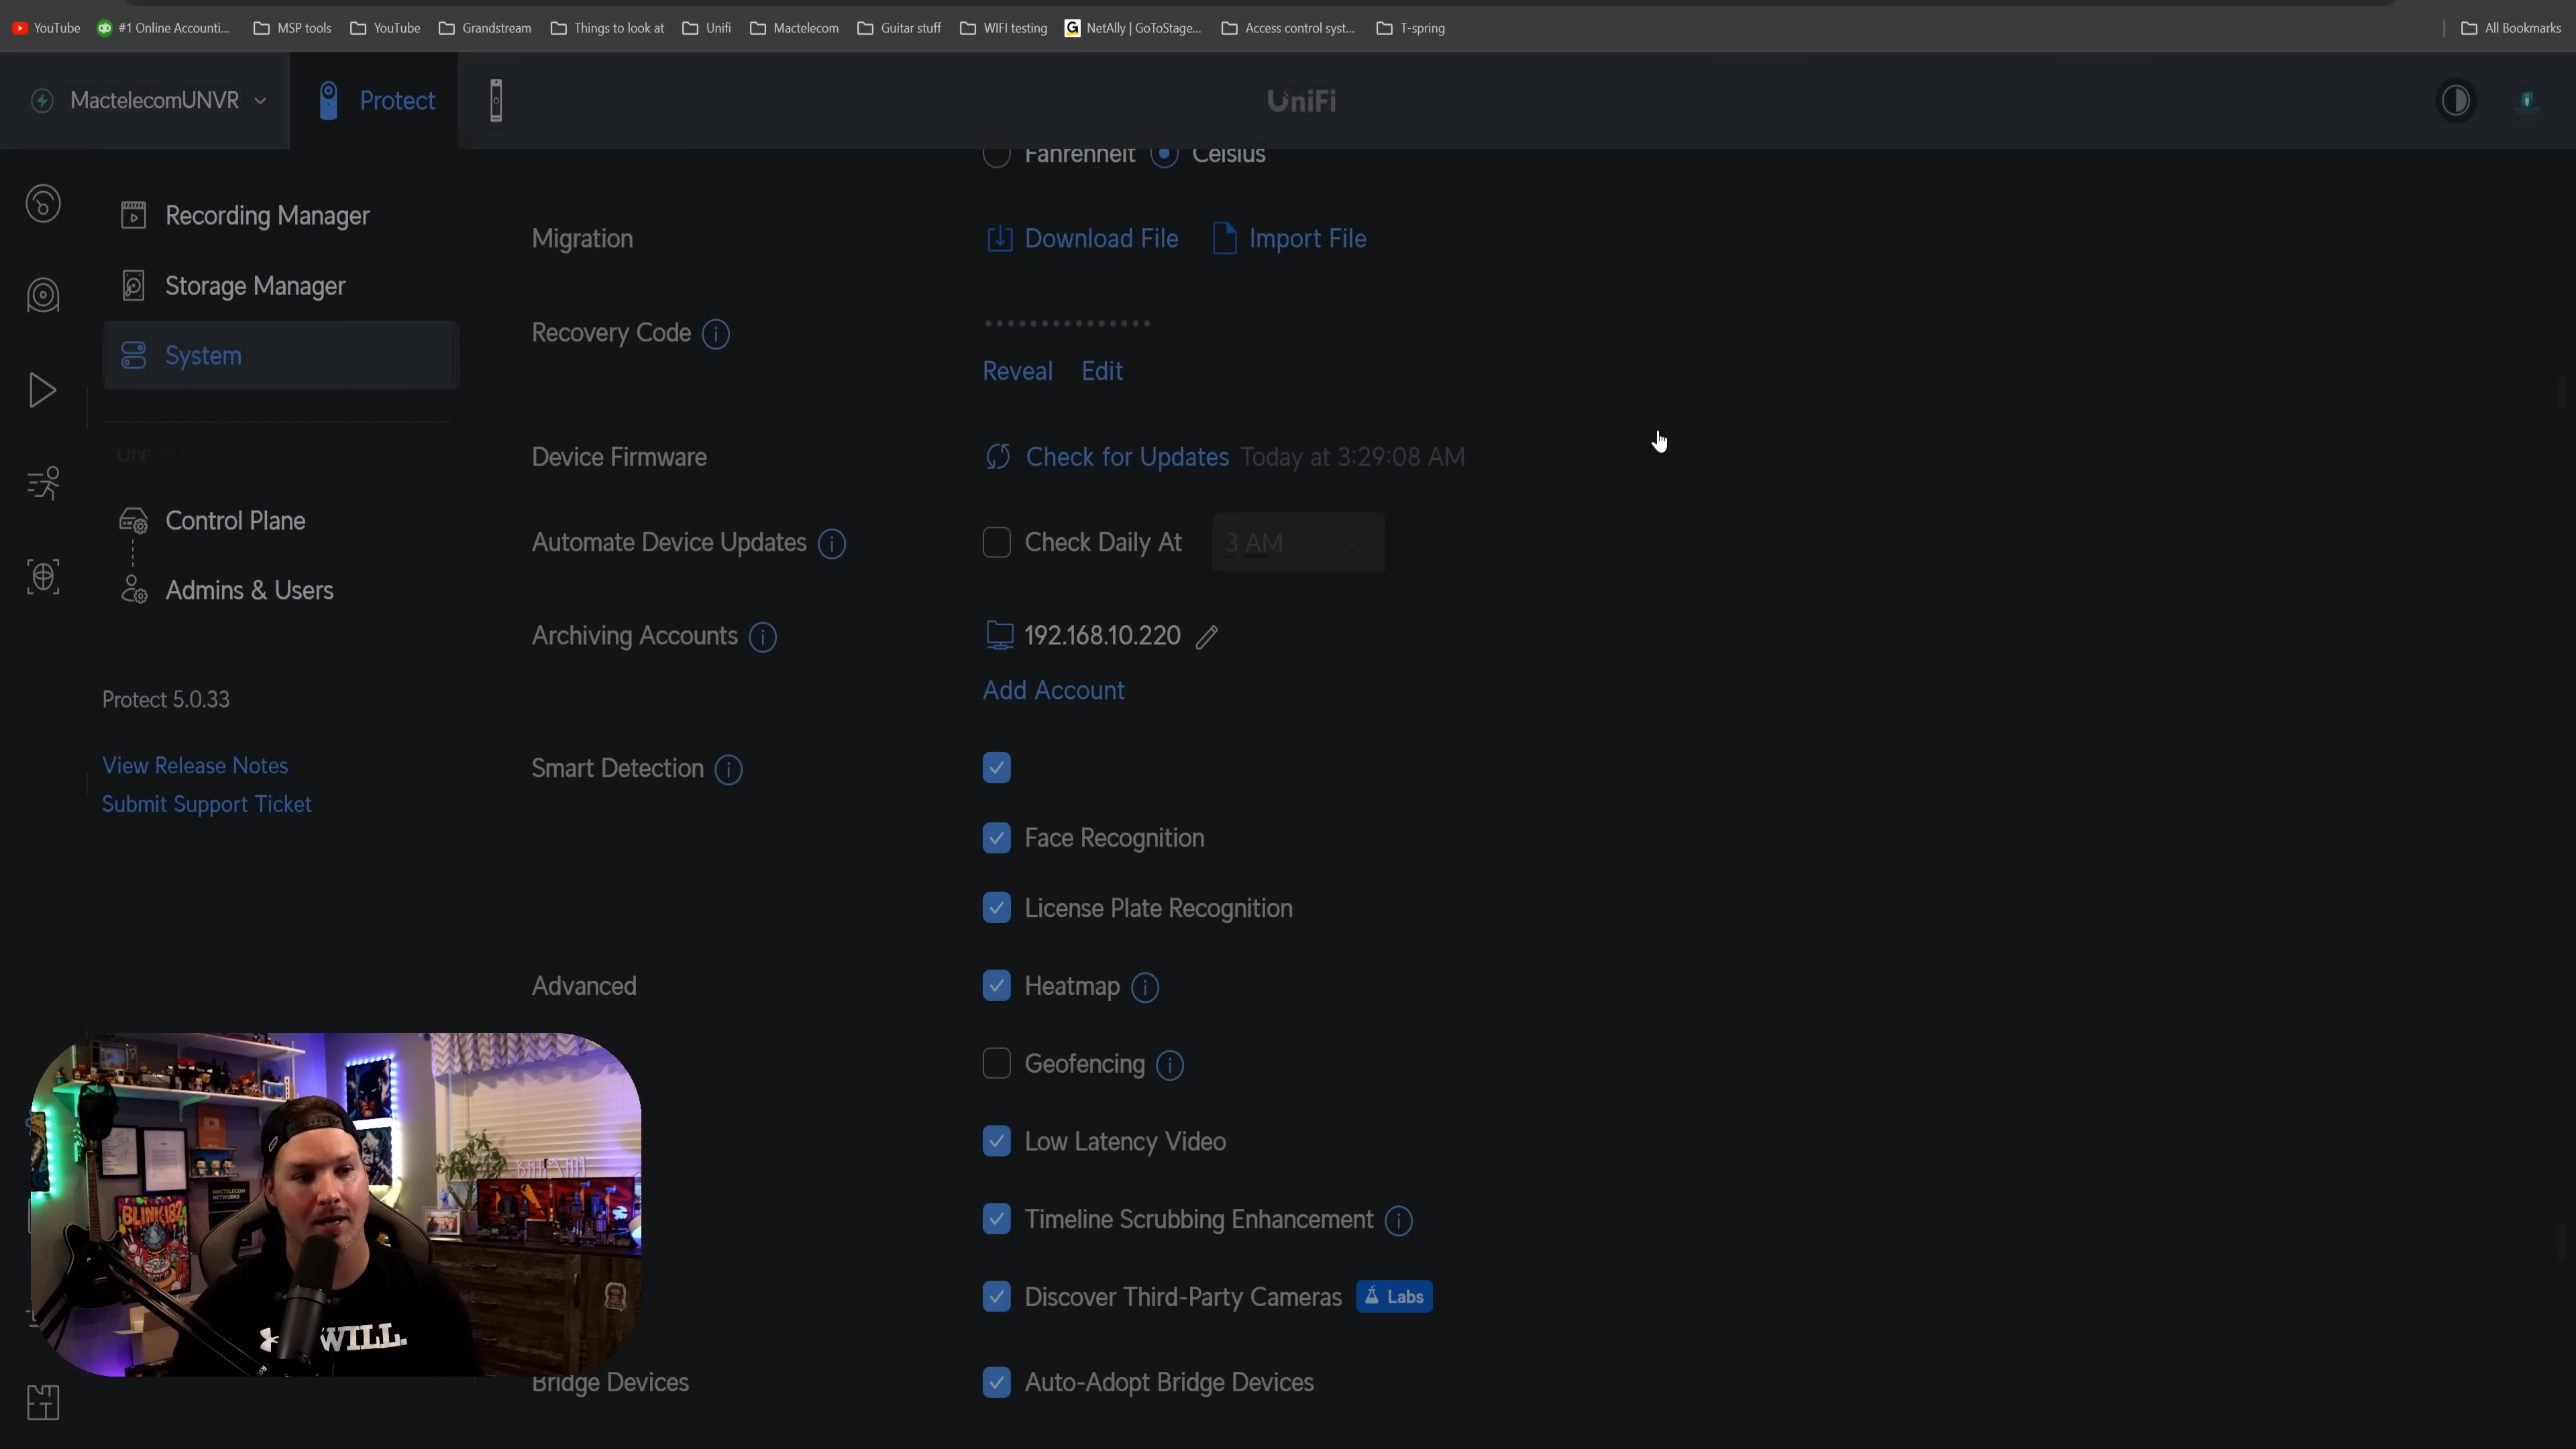 YouTube #1 Online Accounti... MSP tools YouTube Grandstream Things to look at Unifi Mactelecom Guitar stuff WIFI testing NetAlly | GoToStage... Access control syst... T-spring All Bookmarks
MactelecomUNVR Protect UniFi
Fahrenheit Celsius
Recording Manager
Storage Manager
System
Control Plane
Admins & Users
Protect 5.0.33
View Release Notes
Submit Support Ticket
Migration Download File Import File
Recovery Code •••••••••••••••
Reveal Edit
Device Firmware Check for Updates Today at 3:29:08 AM
Automate Device Updates Check Daily At 3 AM
Archiving Accounts 192.168.10.220
Add Account
Smart Detection
Face Recognition
License Plate Recognition
Advanced Heatmap
Geofencing
Low Latency Video
Timeline Scrubbing Enhancement
Discover Third-Party Cameras Labs
Bridge Devices Auto-Adopt Bridge Devices
MACTELECOM
NETWORKS
BLINK182
WILL.